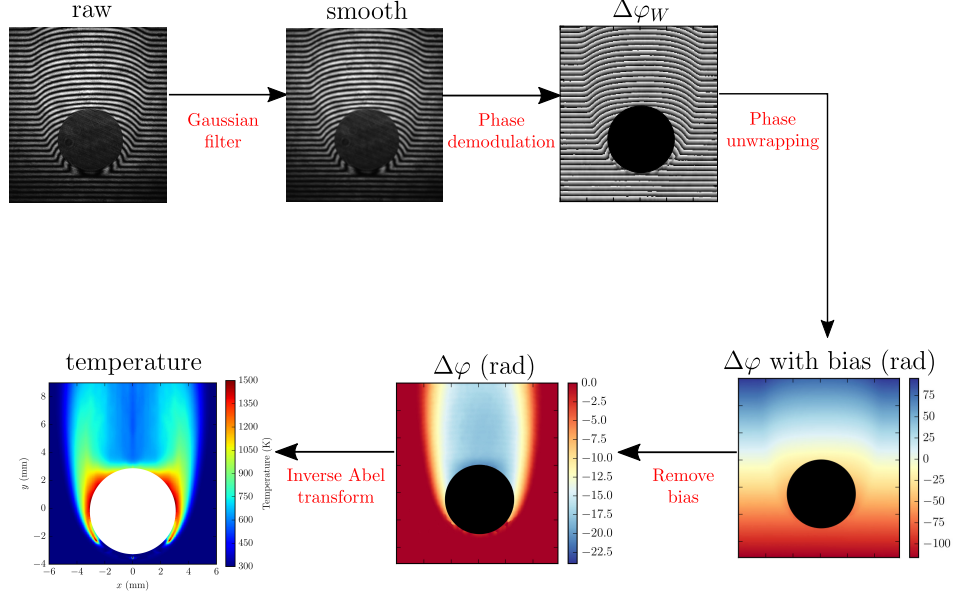 raw
smooth
Δφ_W
Gaussian
filter
Phase
demodulation
Phase
unwrapping
temperature
Δφ (rad)
Δφ with bias (rad)
8
6
4
2
0
−2
−4
y (mm)
−6
−4
−2
0
2
4
6
x (mm)
1500
1350
1200
1050
900
750
600
450
300
Temperature (K)
Inverse Abel
transform
0.0
−2.5
−5.0
−7.5
−10.0
−12.5
−15.0
−17.5
−20.0
−22.5
Remove
bias
75
50
25
0
−25
−50
−75
−100